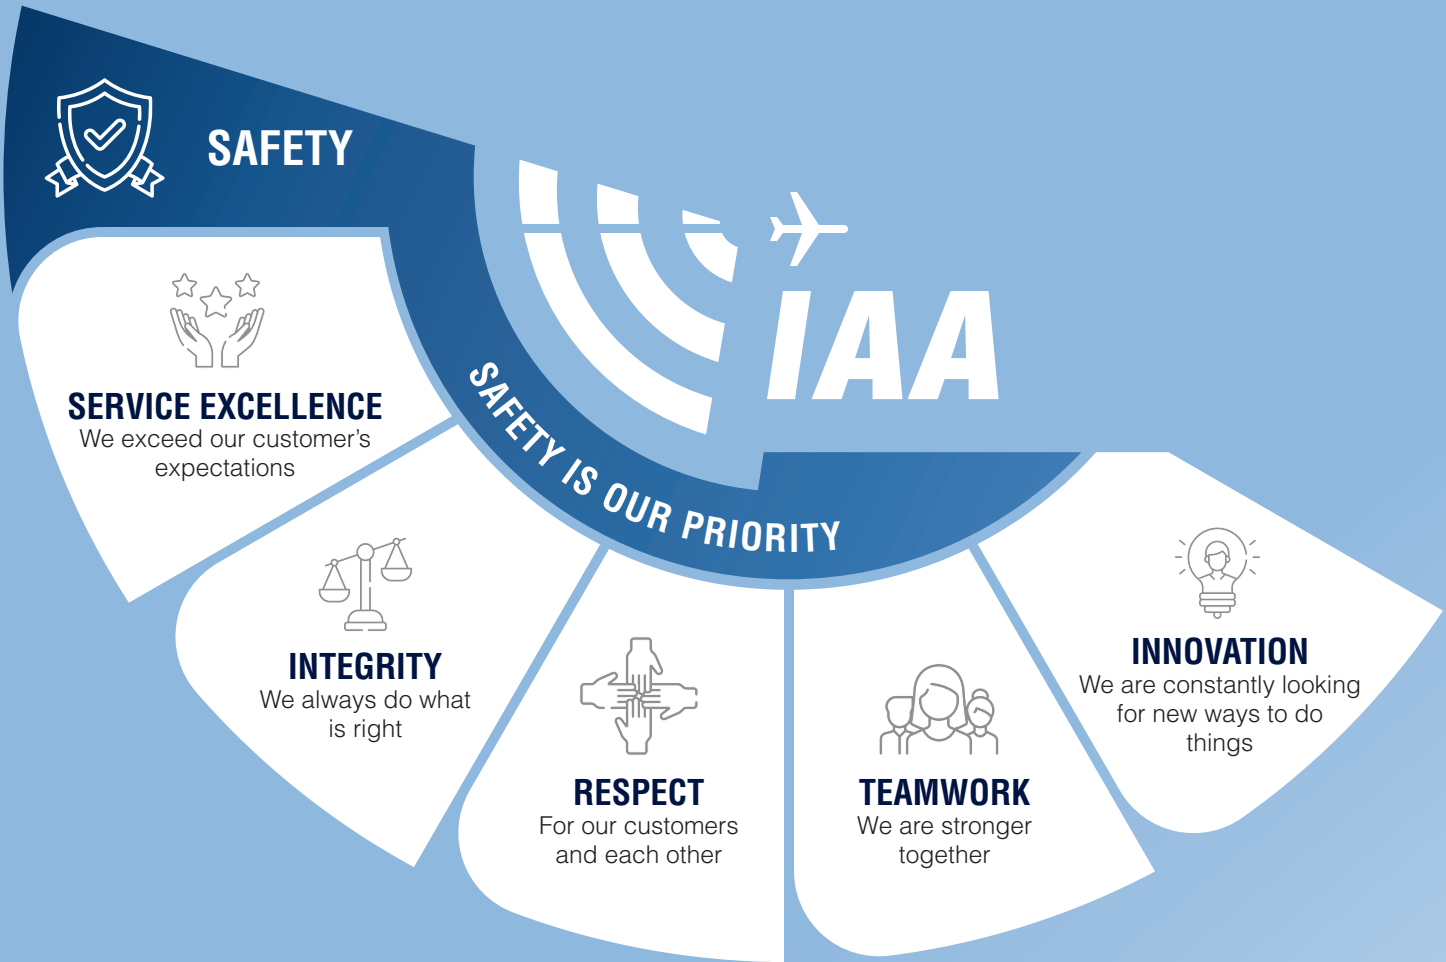 SAFETY
IAA
SAFETY IS OUR PRIORITY
SERVICE EXCELLENCE
We exceed our customer's
expectations
INTEGRITY
We always do what
is right
RESPECT
For our customers
and each other
TEAMWORK
We are stronger
together
INNOVATION
We are constantly looking
for new ways to do
things